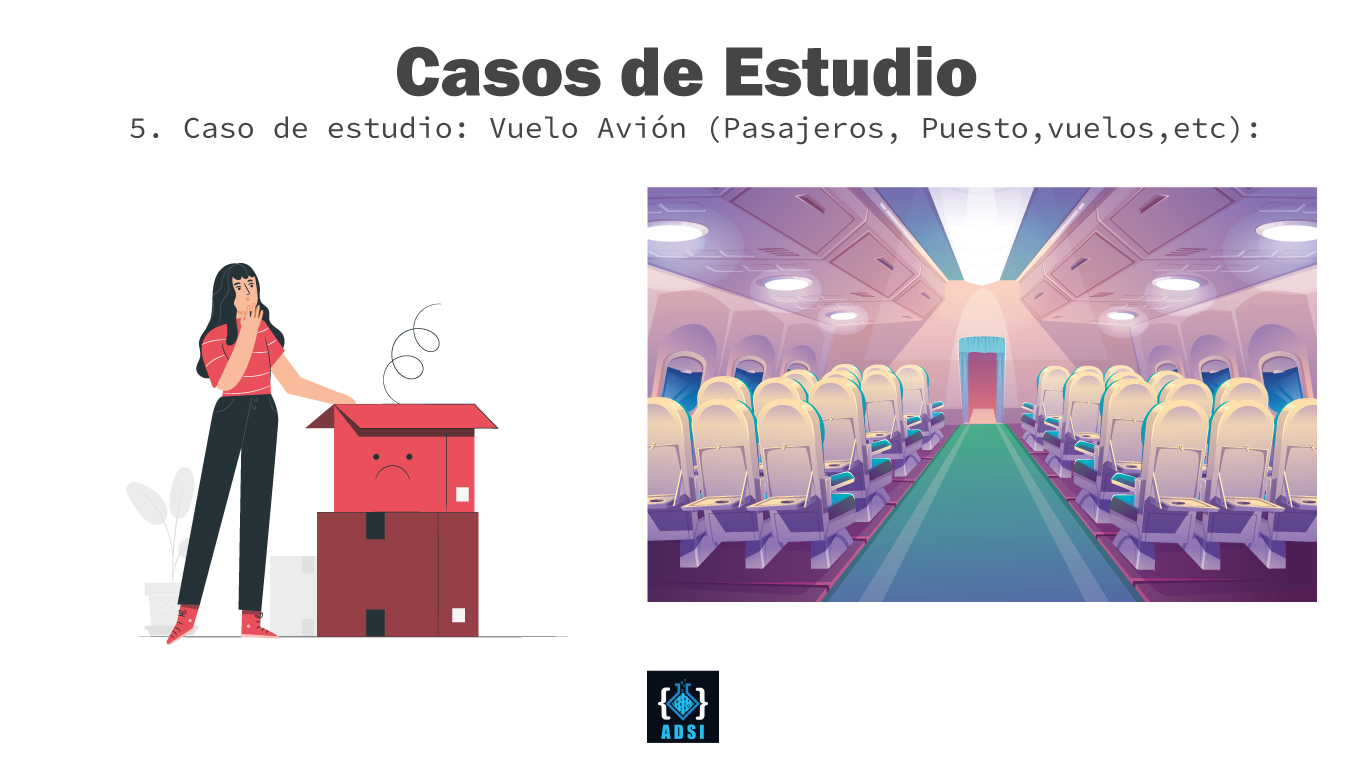 Casos de Estudio
5. Caso de estudio: Vuelo Avión (Pasajeros, Puesto,vuelos,etc):
{ }
ADSI